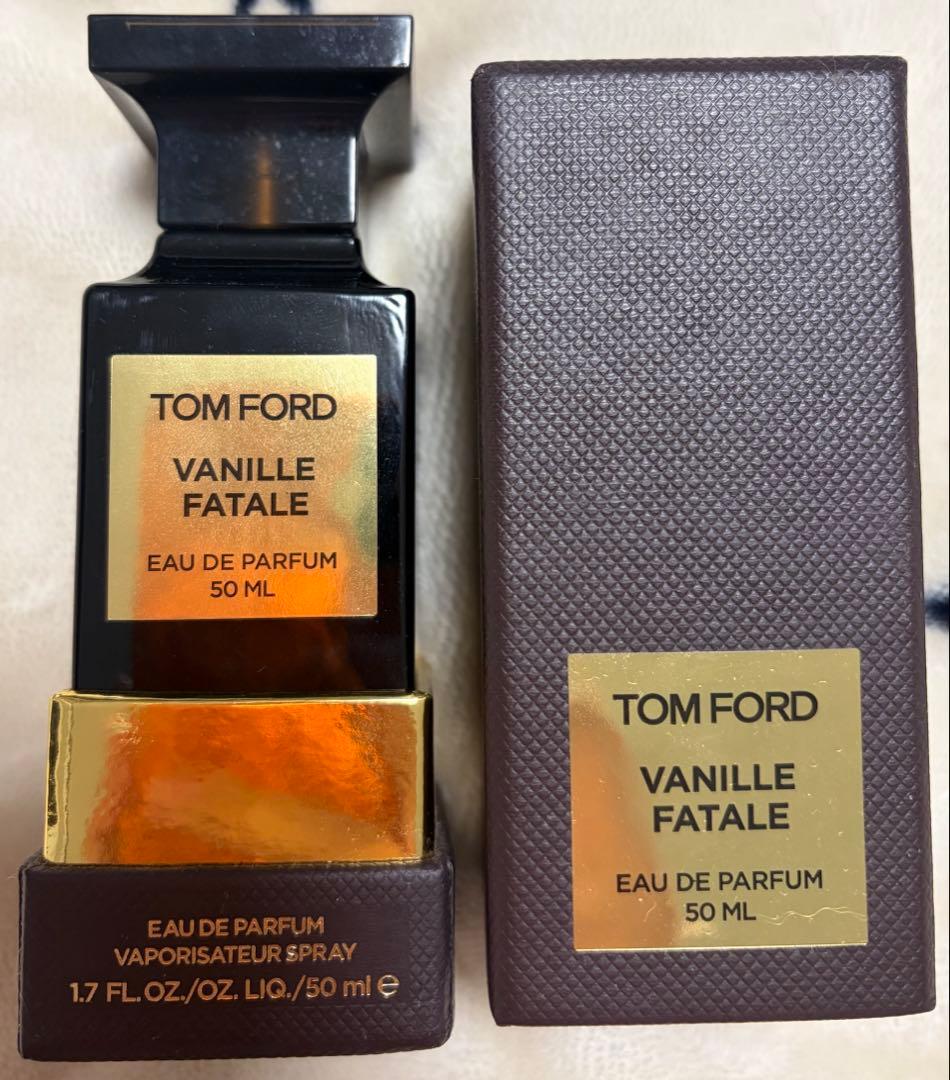 TOM FORD
VANILLE
FATALE
EAU DE PARFUM
50 ML
EAU DE PARFUM
VAPORISATEUR SPRAY
1.7 FL.OZ./OZ. LIQ./50 ml ℮
TOM FORD
VANILLE
FATALE
EAU DE PARFUM
50 ML